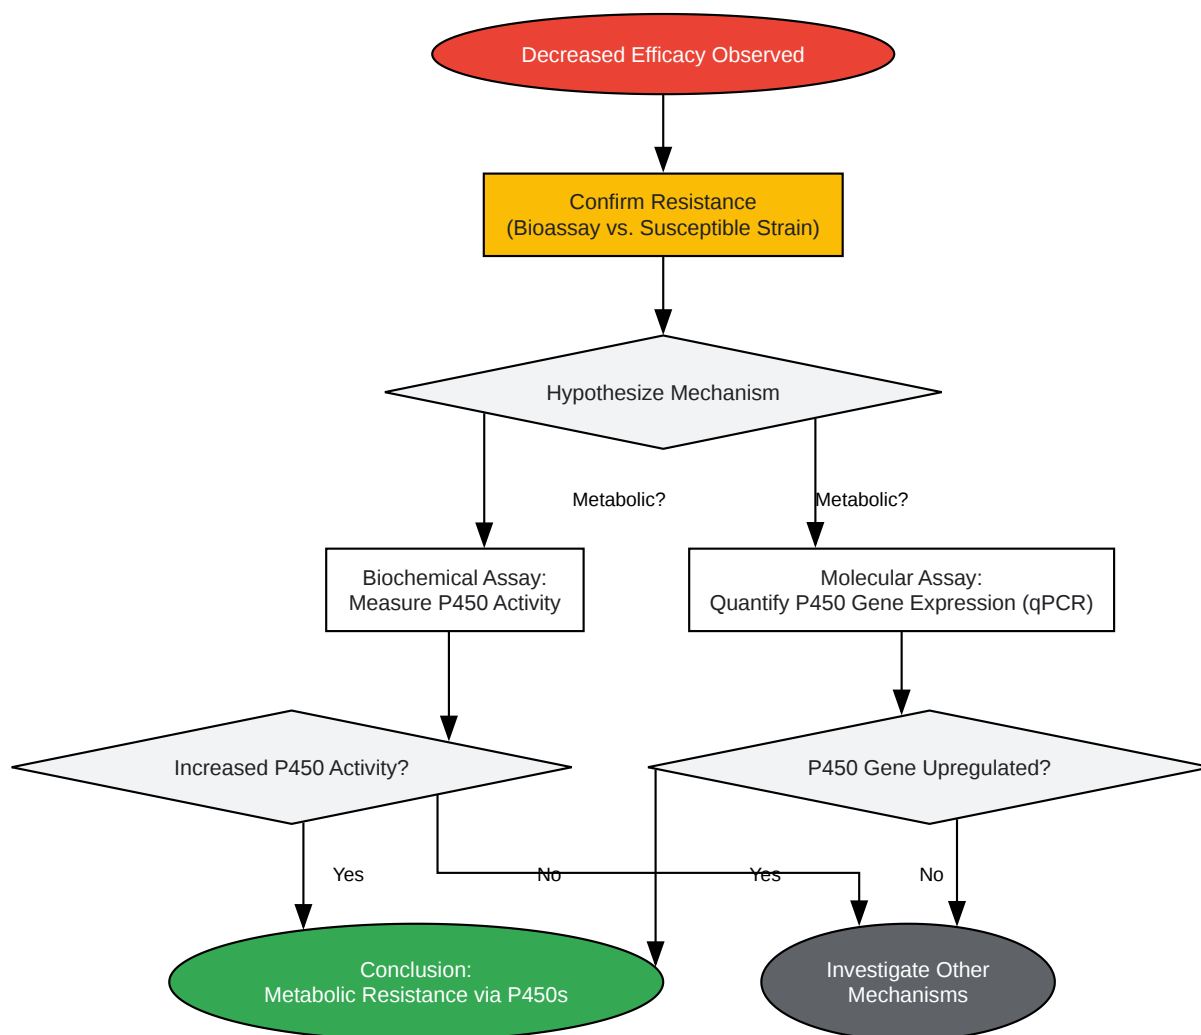 Decreased Efficacy Observed
Confirm Resistance
(Bioassay vs. Susceptible Strain)
Hypothesize Mechanism
Metabolic?
Metabolic?
Biochemical Assay:
Measure P450 Activity
Molecular Assay:
Quantify P450 Gene Expression (qPCR)
Increased P450 Activity?
P450 Gene Upregulated?
Yes
No
Yes
No
Conclusion:
Metabolic Resistance via P450s
Investigate Other
Mechanisms